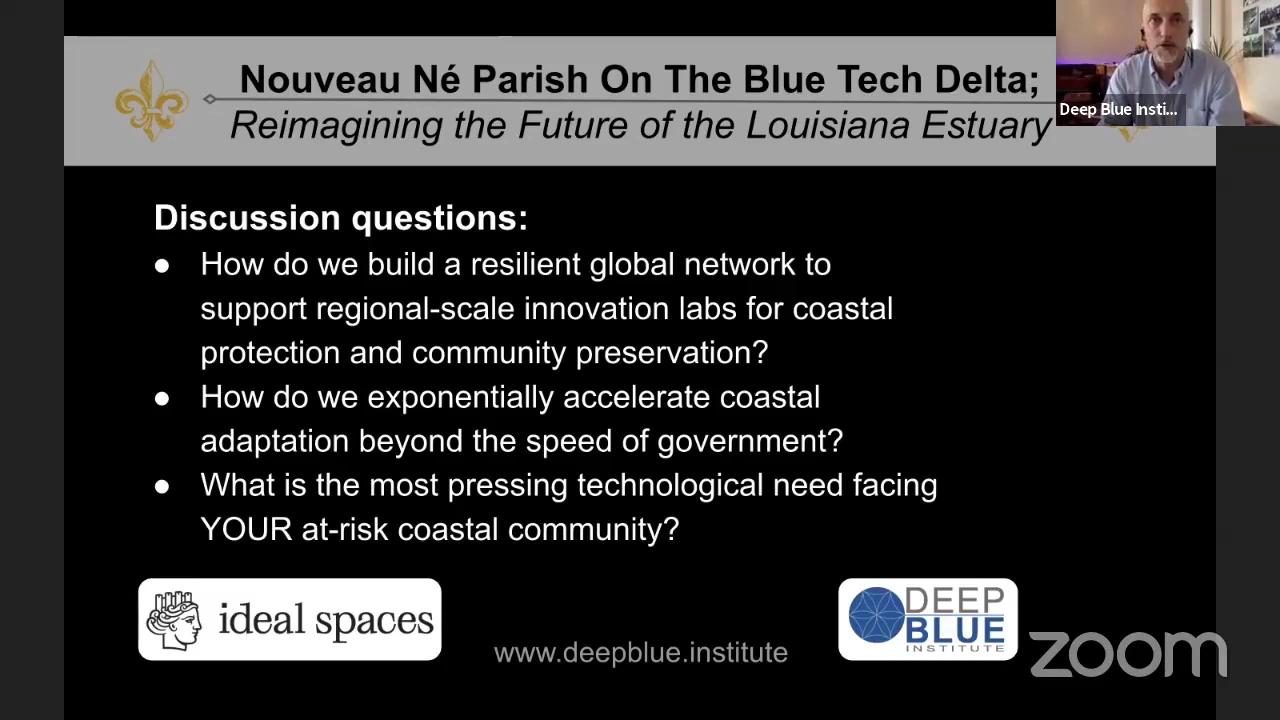 Nouveau Né Parish On The Blue Tech Delta;
Reimagining the Future of the Louisiana Estuary
Deep Blue Insti...
Discussion questions:
● How do we build a resilient global network to
support regional-scale innovation labs for coastal
protection and community preservation?
● How do we exponentially accelerate coastal
adaptation beyond the speed of government?
● What is the most pressing technological need facing
YOUR at-risk coastal community?
ideal spaces
www.deepblue.institute
DEEP
BLUE
INSTITUTE
zoom